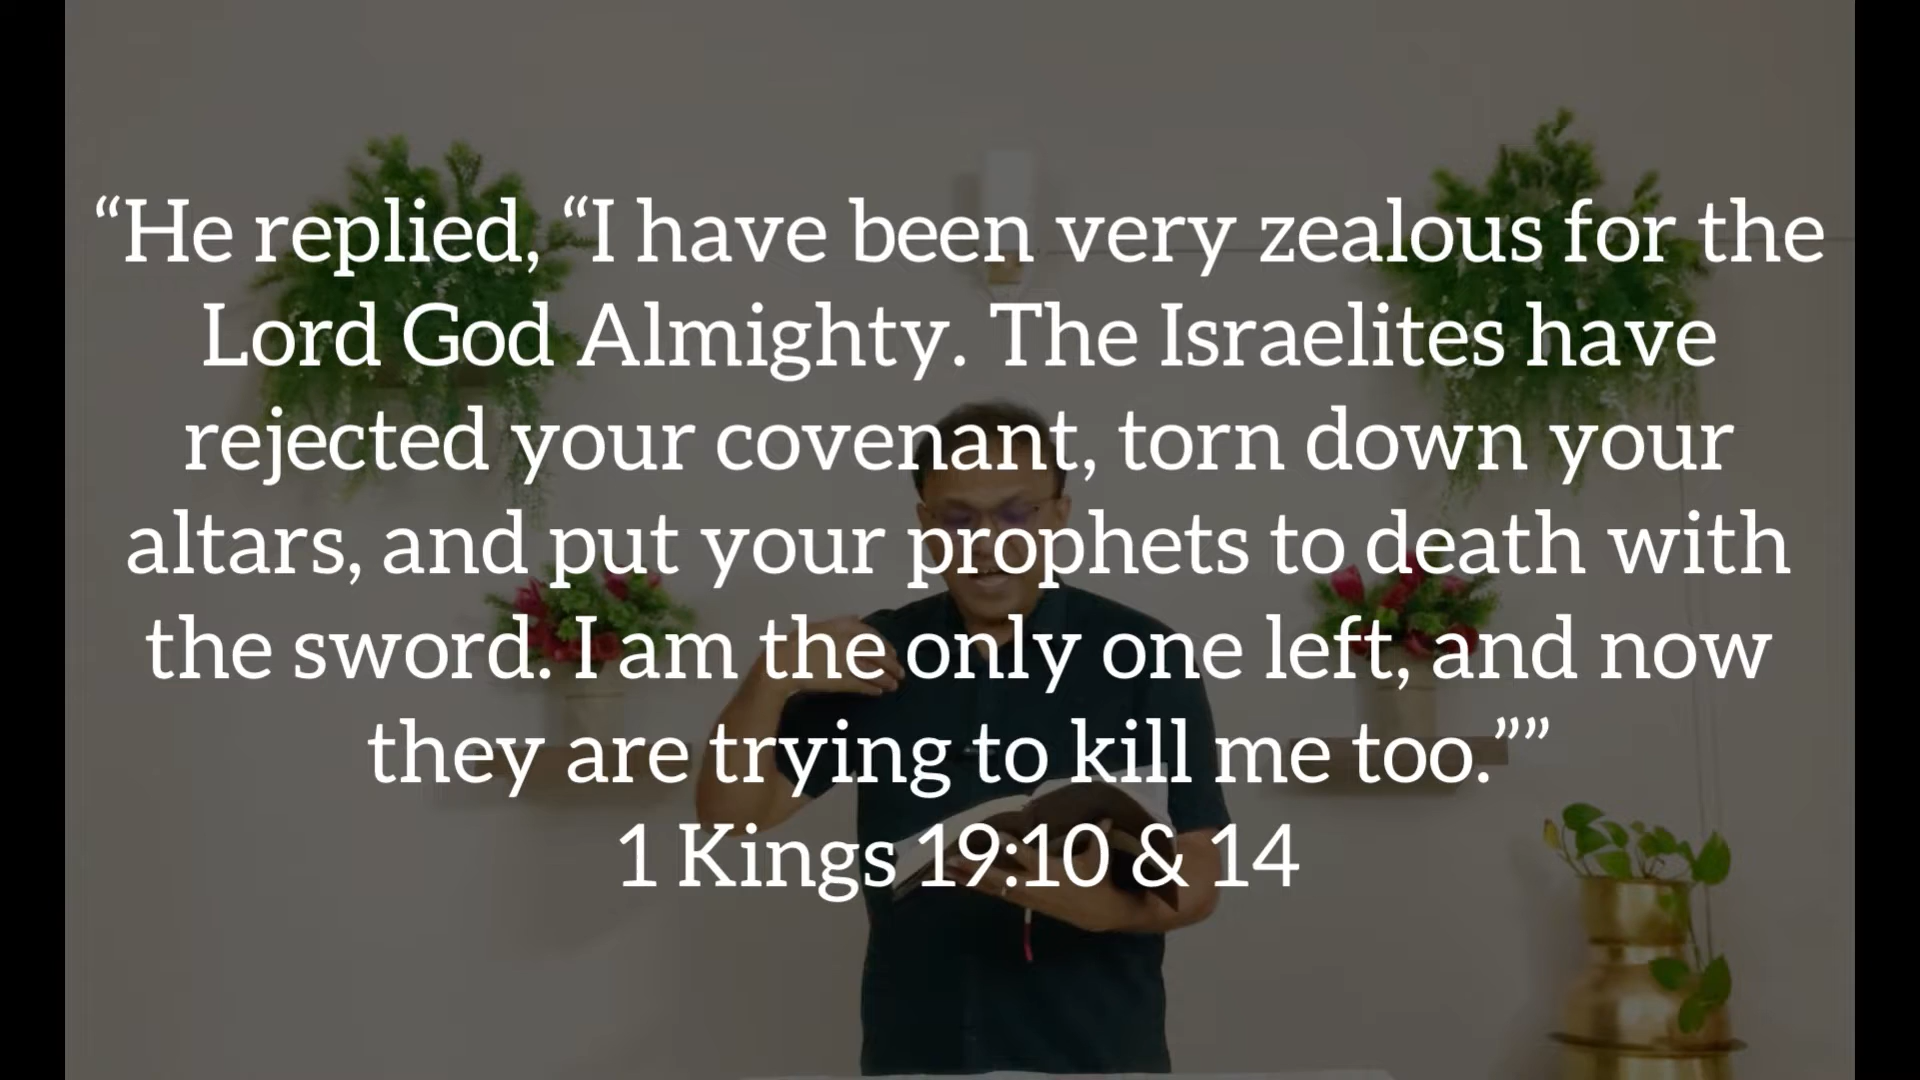 “He replied, “I have been very zealous for the
Lord God Almighty. The Israelites have
rejected your covenant, torn down your
altars, and put your prophets to death with
the sword. I am the only one left, and now
they are trying to kill me too.””
1 Kings 19:10 & 14